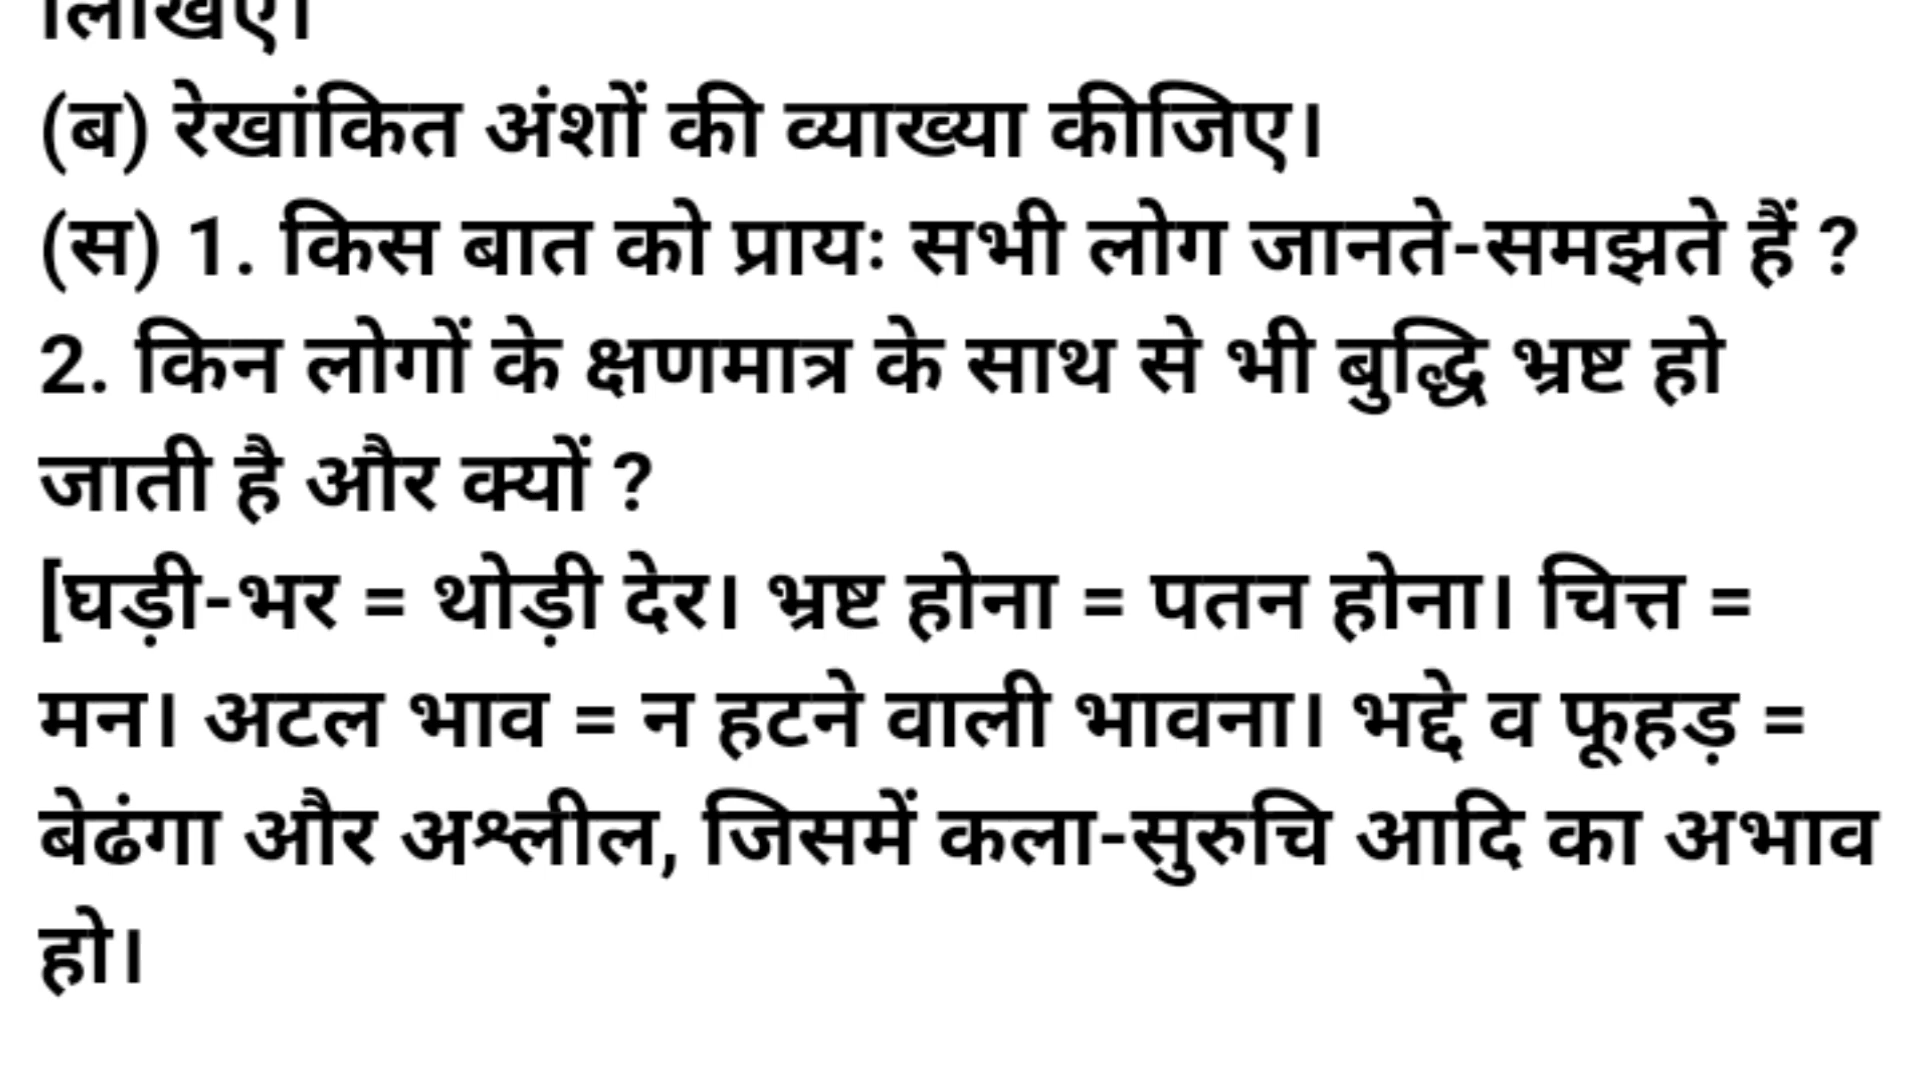 लिखिए।
(ब) रेखांकित अंशों की व्याख्या कीजिए।
(स) 1. किस बात को प्रायः सभी लोग जानते-समझते हैं ?
2. किन लोगों के क्षणमात्र के साथ से भी बुद्धि भ्रष्ट हो
जाती है और क्यों ?
[घड़ी-भर = थोड़ी देर। भ्रष्ट होना = पतन होना। चित्त =
मन। अटल भाव = न हटने वाली भावना। भद्दे व फूहड़ =
बेढंगा और अश्लील, जिसमें कला-सुरुचि आदि का अभाव
हो।